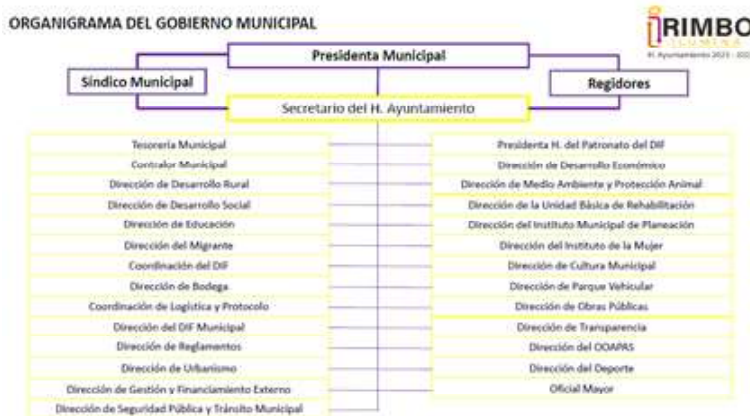 ORGANIGRAMA DEL GOBIERNO MUNICIPAL
RIMBO
ILUMINA
H. Ayuntamiento 2021 -
Presidenta Municipal
Síndico Municipal
Regidores
Secretario del H. Ayuntamiento
Tesorería Municipal
Contralor Municipal
Dirección de Desarrollo Rural
Dirección de Desarrollo Social
Dirección de Educación
Dirección del Migrante
Coordinación del DIF
Dirección de Bodega
Coordinación de Logística y Protocolo
Dirección del DIF Municipal
Dirección de Reglamentos
Dirección de Urbanismo
Dirección de Gestión y Financiamiento Externo
Dirección de Seguridad Pública y Tránsito Municipal
Presidenta H. del Patronato del DIF
Dirección de Desarrollo Económico
Dirección de Medio Ambiente y Protección Animal
Dirección de la Unidad Básica de Rehabilitación
Dirección del Instituto Municipal de Planeación
Dirección del Instituto de la Mujer
Dirección de Cultura Municipal
Dirección de Parque Vehicular
Dirección de Obras Públicas
Dirección de Transparencia
Dirección del OOAPAS
Dirección del Deporte
Oficial Mayor